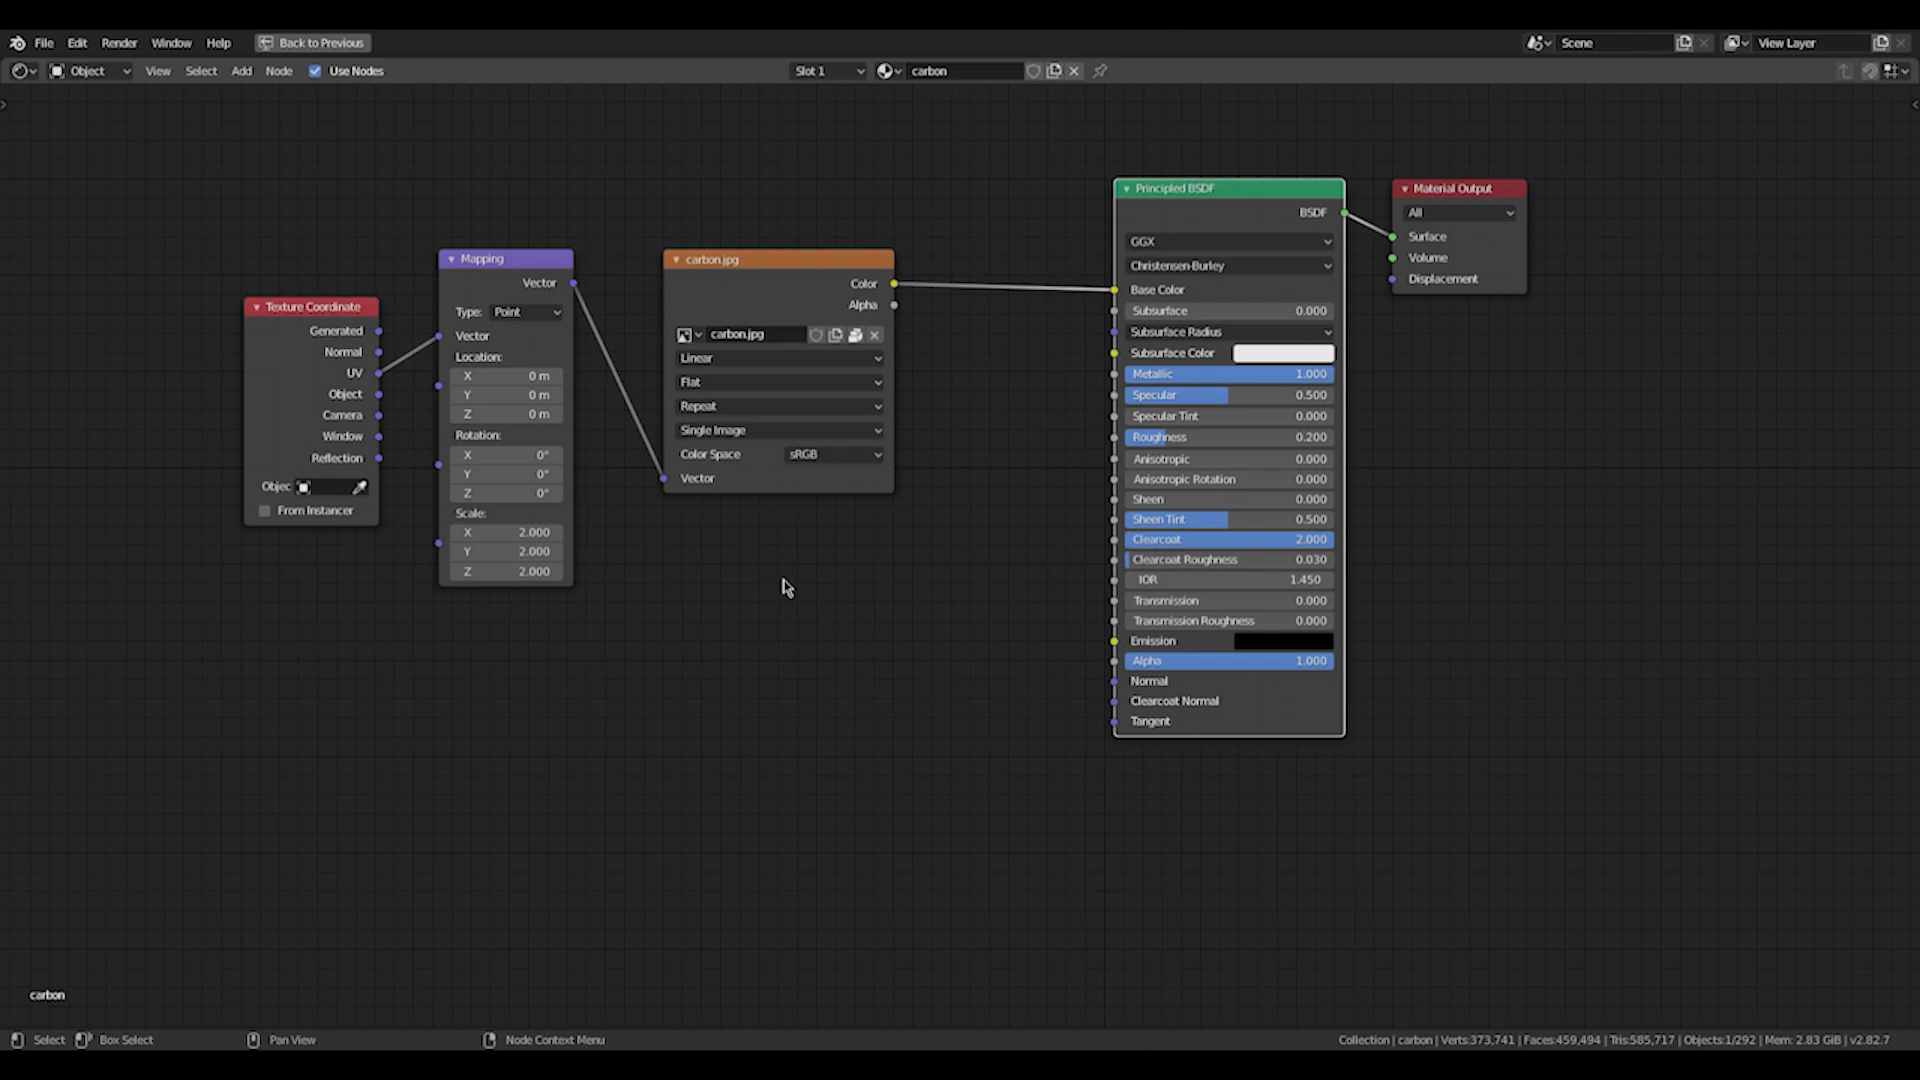 File Edit Render Window Help Back to Previous Scene View Layer
Object View Select Add Node Use Nodes Slot 1 carbon
Texture Coordinate
Generated
Normal
UV
Object
Camera
Window
Reflection
Objec
From Instancer
Mapping
Vector
Type: Point
Vector
Location:
X 0 m
Y 0 m
Z 0 m
Rotation:
X 0°
Y 0°
Z 0°
Scale:
X 2.000
Y 2.000
Z 2.000
carbon.jpg
Color
Alpha
carbon.jpg
Linear
Flat
Repeat
Single Image
Color Space sRGB
Vector
Principled BSDF
BSDF
GGX
Christensen-Burley
Base Color
Subsurface 0.000
Subsurface Radius
Subsurface Color
Metallic 1.000
Specular 0.500
Specular Tint 0.000
Roughness 0.200
Anisotropic 0.000
Anisotropic Rotation 0.000
Sheen 0.000
Sheen Tint 0.500
Clearcoat 2.000
Clearcoat Roughness 0.030
IOR 1.450
Transmission 0.000
Transmission Roughness 0.000
Emission
Alpha 1.000
Normal
Clearcoat Normal
Tangent
Material Output
All
Surface
Volume
Displacement
carbon
Select Box Select Pan View Node Context Menu Collection | carbon | Verts:373,741 | Faces:459,494 | Tris:585,717 | Objects:1/292 | Mem: 2.83 GiB | v2.82.7